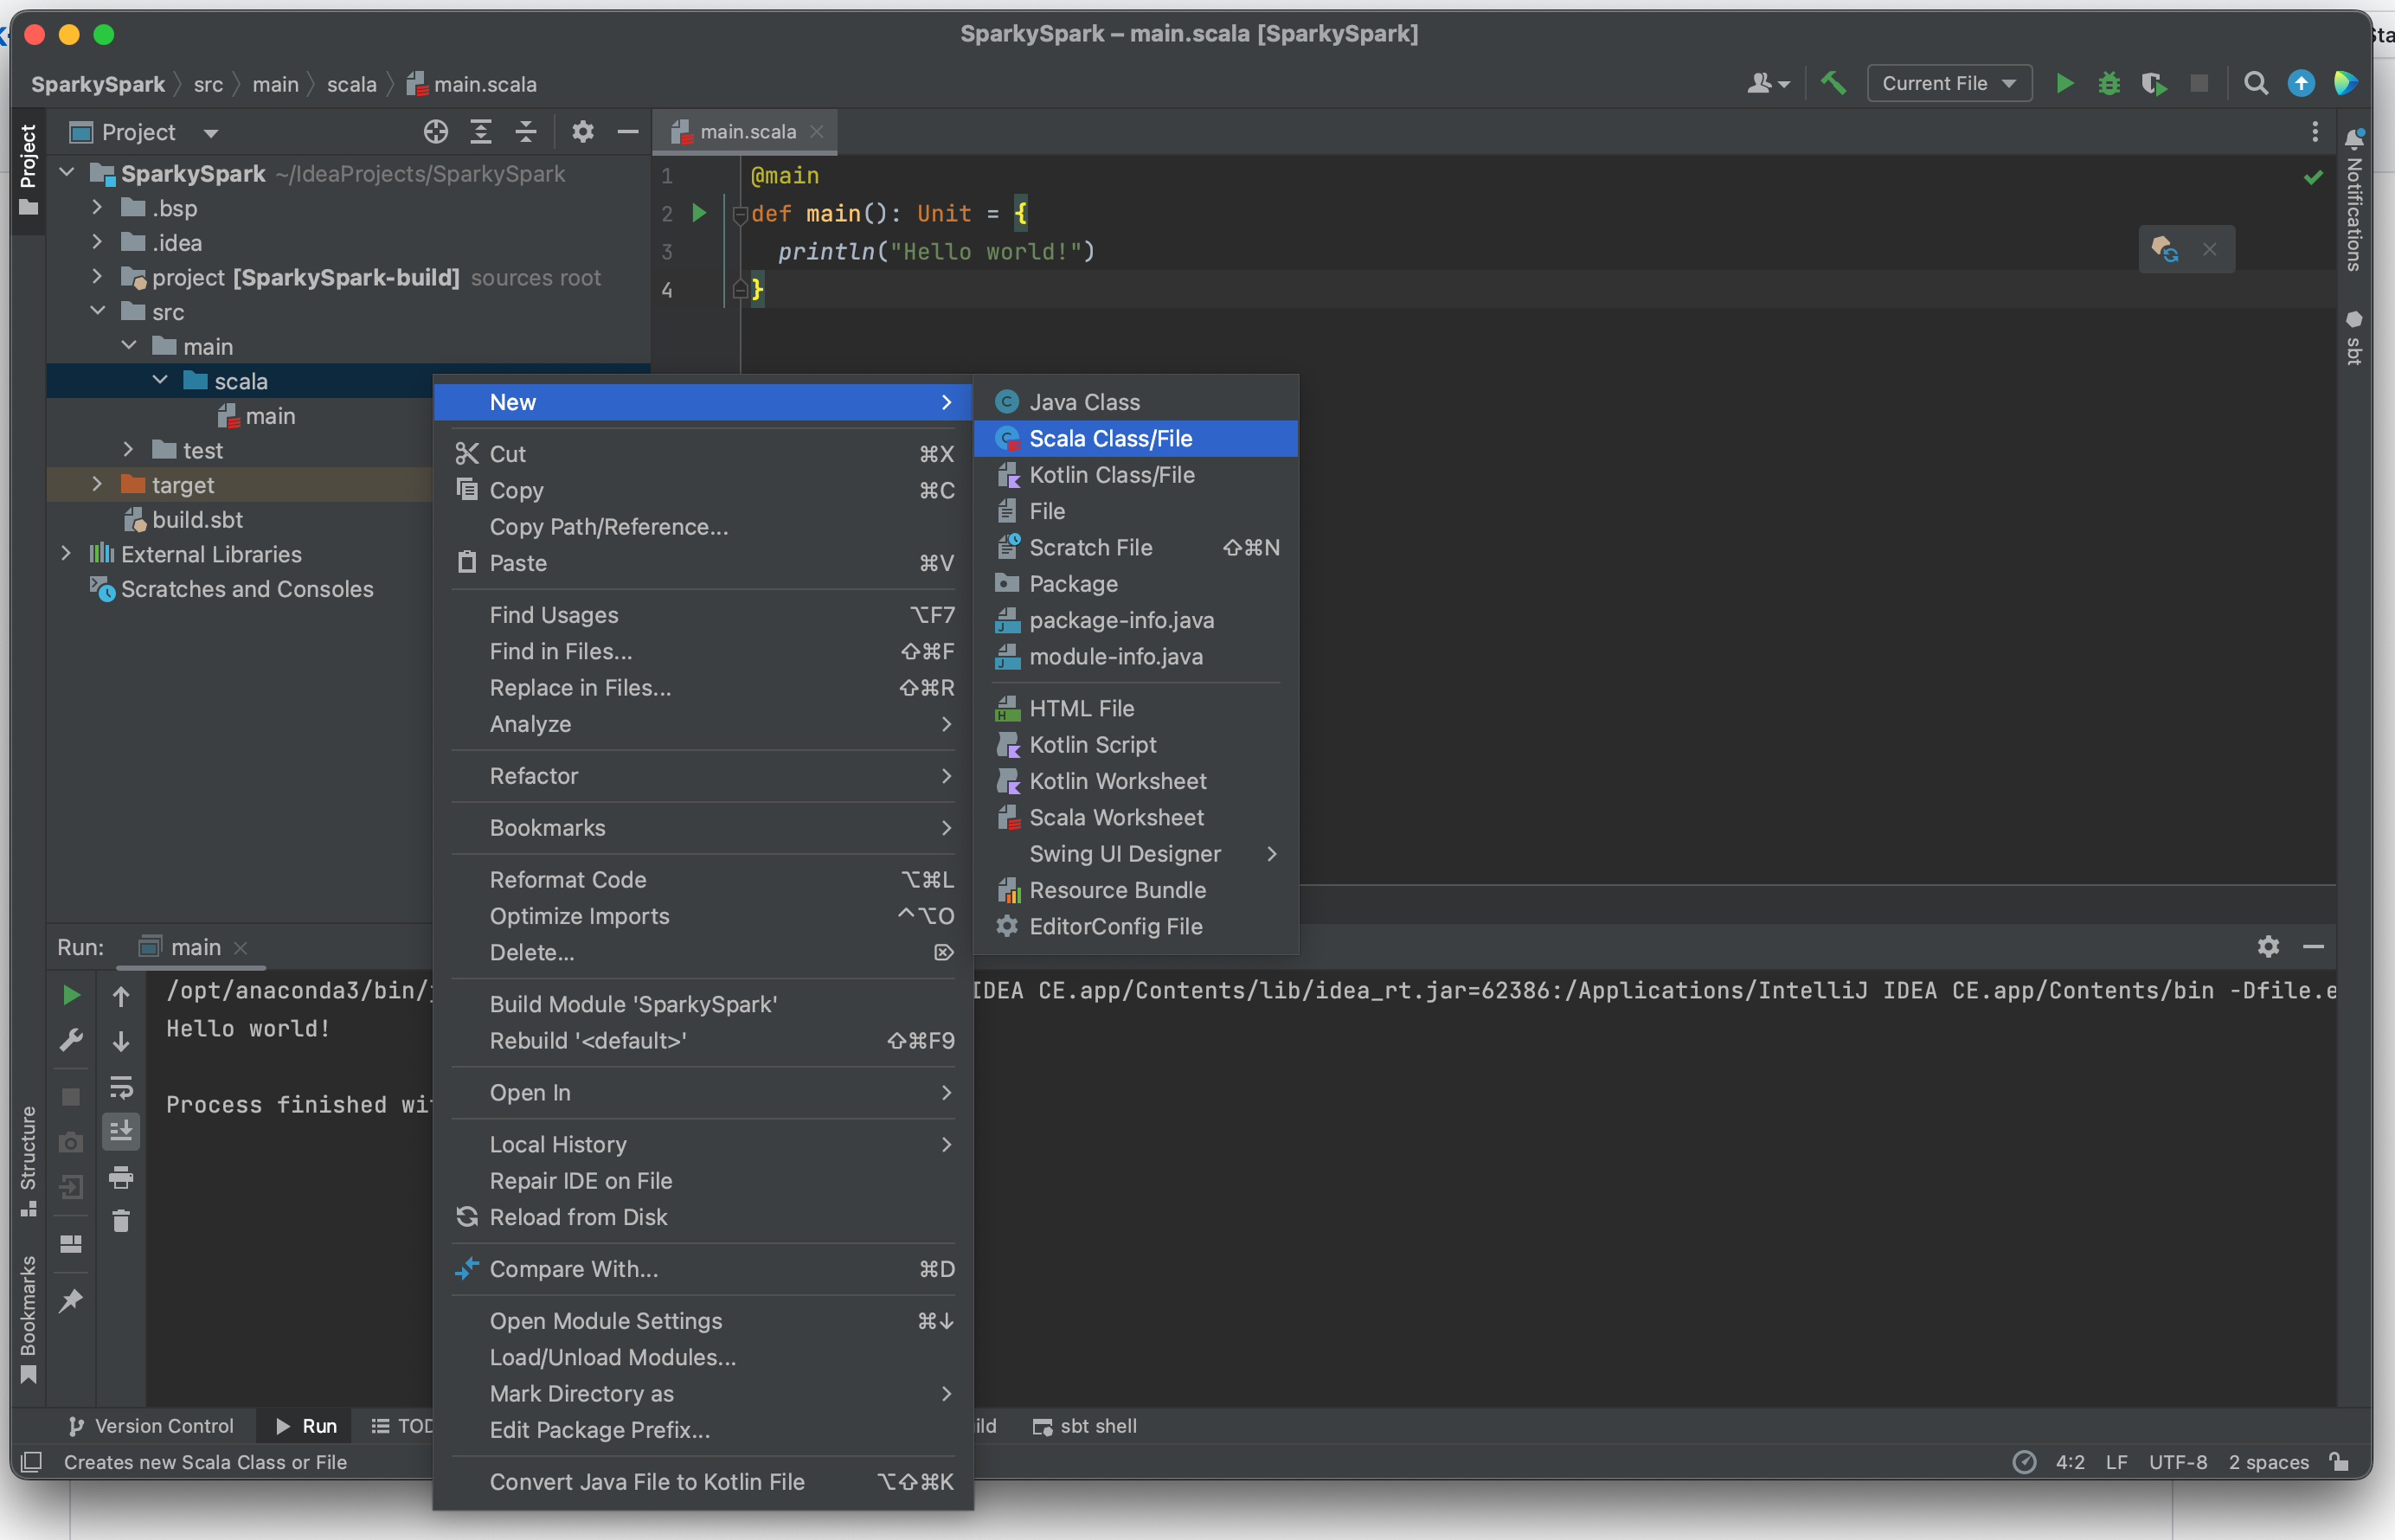 SparkySpark – main.scala [SparkySpark]
SparkySpark src main scala main.scala
Current File
Project
Project
main.scala
SparkySpark ~/IdeaProjects/SparkySpark
.bsp
.idea
project [SparkySpark-build] sources root
src
main
scala
main
test
target
build.sbt
External Libraries
Scratches and Consoles
1 @main
2 def main(): Unit = {
3 println("Hello world!")
4 }
Notifications
sbt
New
Cut ⌘X
Copy ⌘C
Copy Path/Reference...
Paste ⌘V
Find Usages ⌥F7
Find in Files... ⇧⌘F
Replace in Files... ⇧⌘R
Analyze
Refactor
Bookmarks
Reformat Code ⌥⌘L
Optimize Imports ^⌥O
Delete... ⌦
Build Module 'SparkySpark'
Rebuild '<default>' ⇧⌘F9
Open In
Local History
Repair IDE on File
Reload from Disk
Compare With... ⌘D
Open Module Settings ⌘↓
Load/Unload Modules...
Mark Directory as
Edit Package Prefix...
Convert Java File to Kotlin File ⌥⇧⌘K
Java Class
Scala Class/File
Kotlin Class/File
File
Scratch File ⇧⌘N
Package
package-info.java
module-info.java
HTML File
Kotlin Script
Kotlin Worksheet
Scala Worksheet
Swing UI Designer
Resource Bundle
EditorConfig File
Run: main
/opt/anaconda3/bin/ IDEA CE.app/Contents/lib/idea_rt.jar=62386:/Applications/IntelliJ IDEA CE.app/Contents/bin -Dfile.e
Hello world!
Process finished wi
Structure
Bookmarks
Version Control Run TOD ild sbt shell
Creates new Scala Class or File
4:2 LF UTF-8 2 spaces